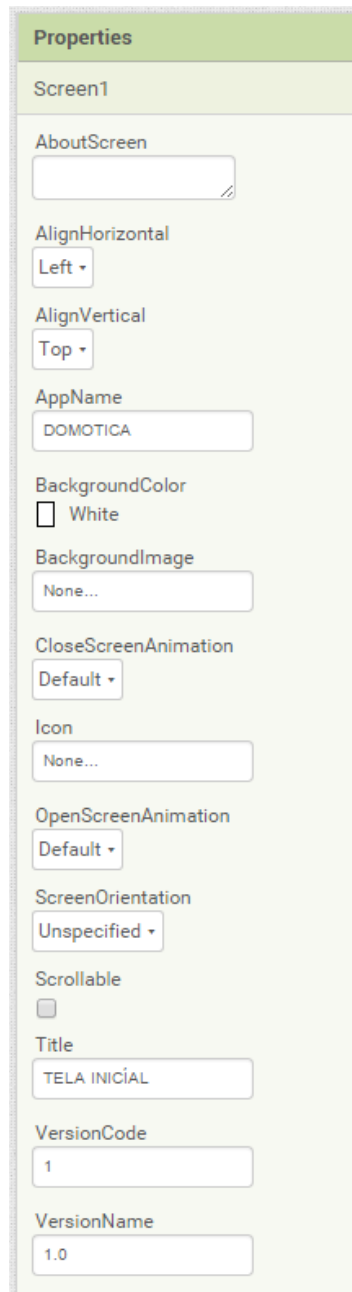 Properties
Screen1
AboutScreen
AlignHorizontal
Left
AlignVertical
Top
AppName
DOMOTICA
BackgroundColor
White
BackgroundImage
None...
CloseScreenAnimation
Default
Icon
None...
OpenScreenAnimation
Default
ScreenOrientation
Unspecified
Scrollable
Title
TELA INICÍAL
VersionCode
1
VersionName
1.0